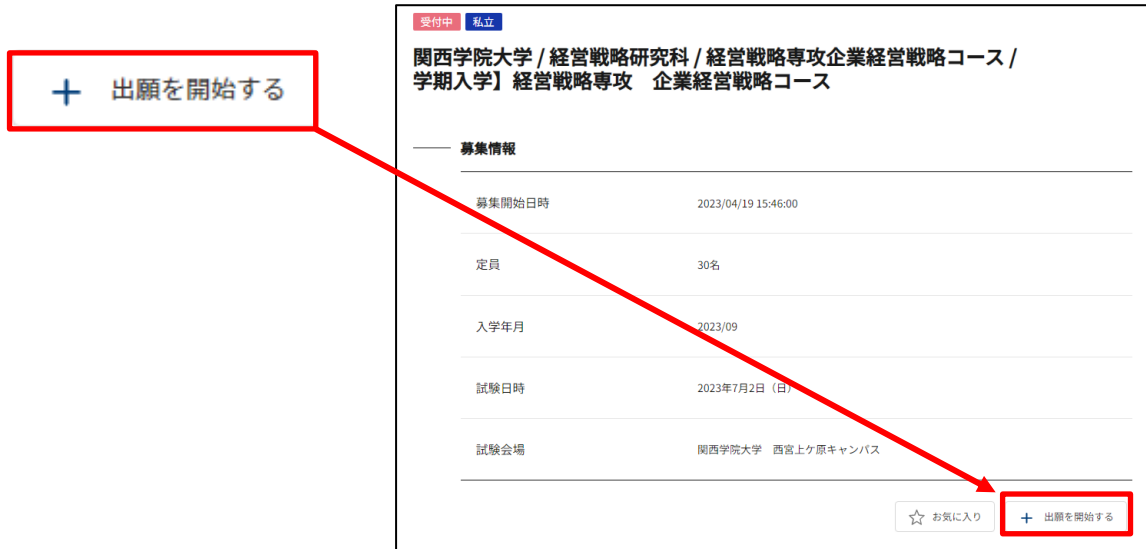 + 出願を開始する
受付中 私立
関西学院大学 / 経営戦略研究科 / 経営戦略専攻企業経営戦略コース /
学期入学】経営戦略専攻　企業経営戦略コース
募集情報
募集開始日時 2023/04/19 15:46:00
定員 30名
入学年月 2023/09
試験日時 2023年7月2日（日）
試験会場 関西学院大学　西宮上ケ原キャンパス
☆ お気に入り + 出願を開始する